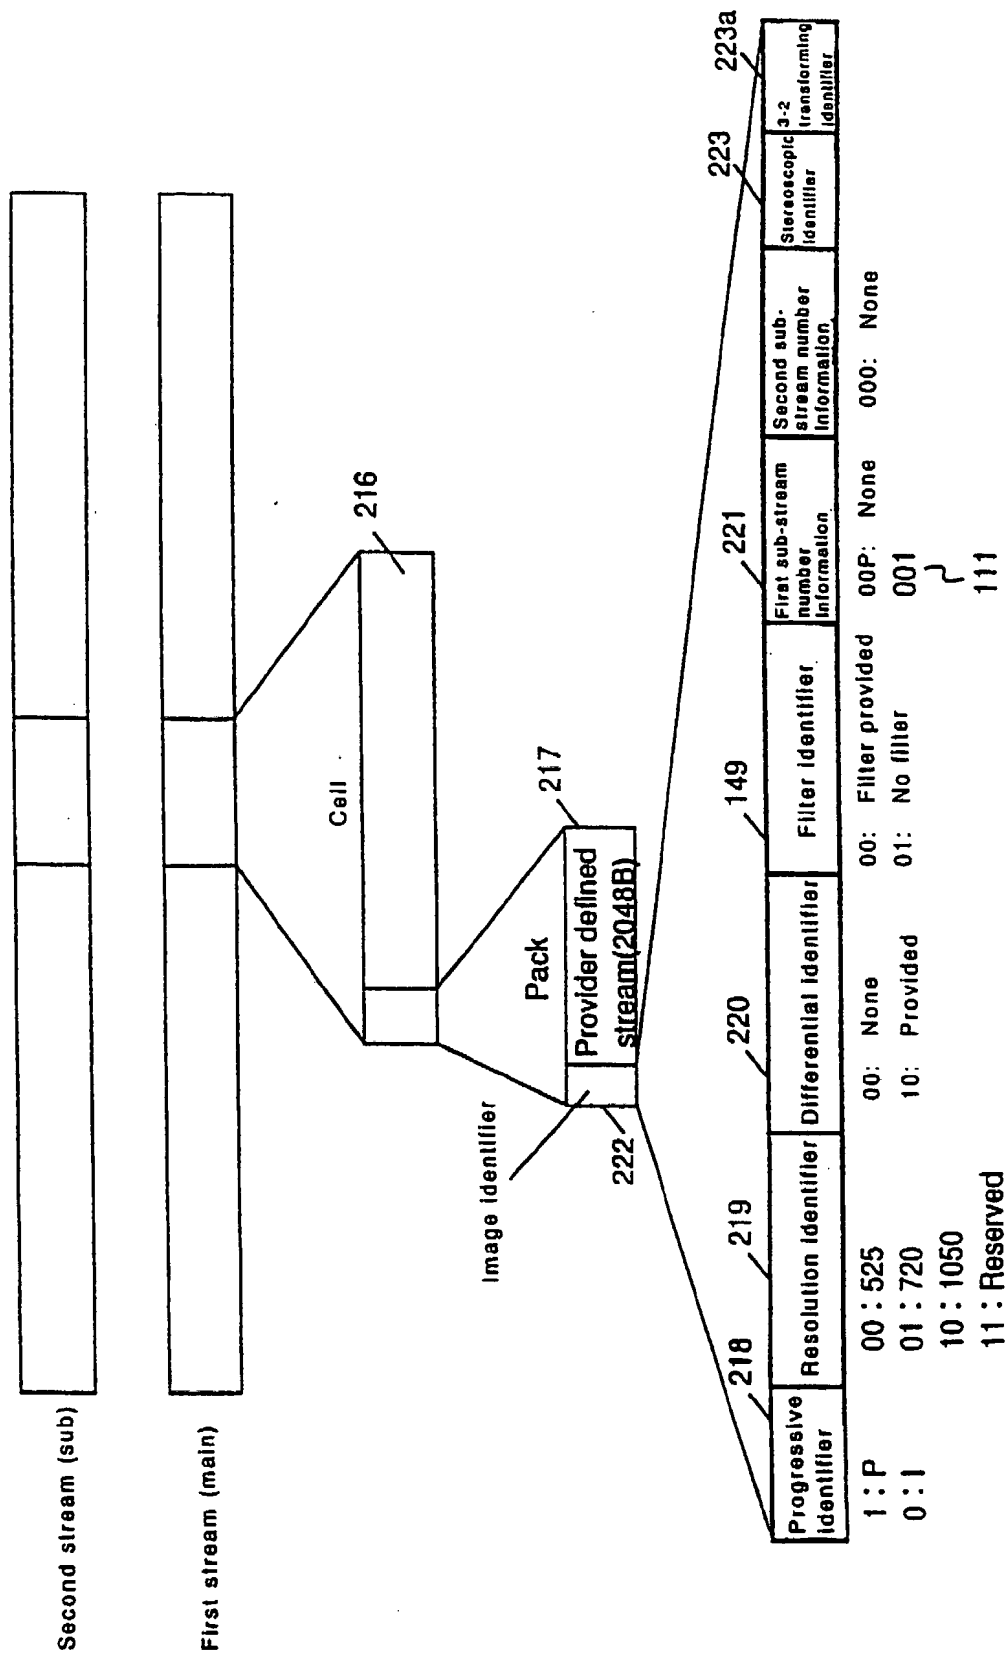 Second stream (sub)
First stream (main)
Cell
216
Pack
217
Provider defined
stream(2048B)
Image identifier
222
218
219
220
149
221
223
223a
Progressive
identifier
Resolution identifier
Differential identifier
Filter identifier
First sub-stream
number
Information
Second sub-
stream number
Information
Stereoscopic
identifier
3-2
transforming
identifier
1 : P
0 : I
00 : 525
01 : 720
10 : 1050
11 : Reserved
00: None
10: Provided
00: Filter provided
01: No filter
00P: None
001
111
000: None